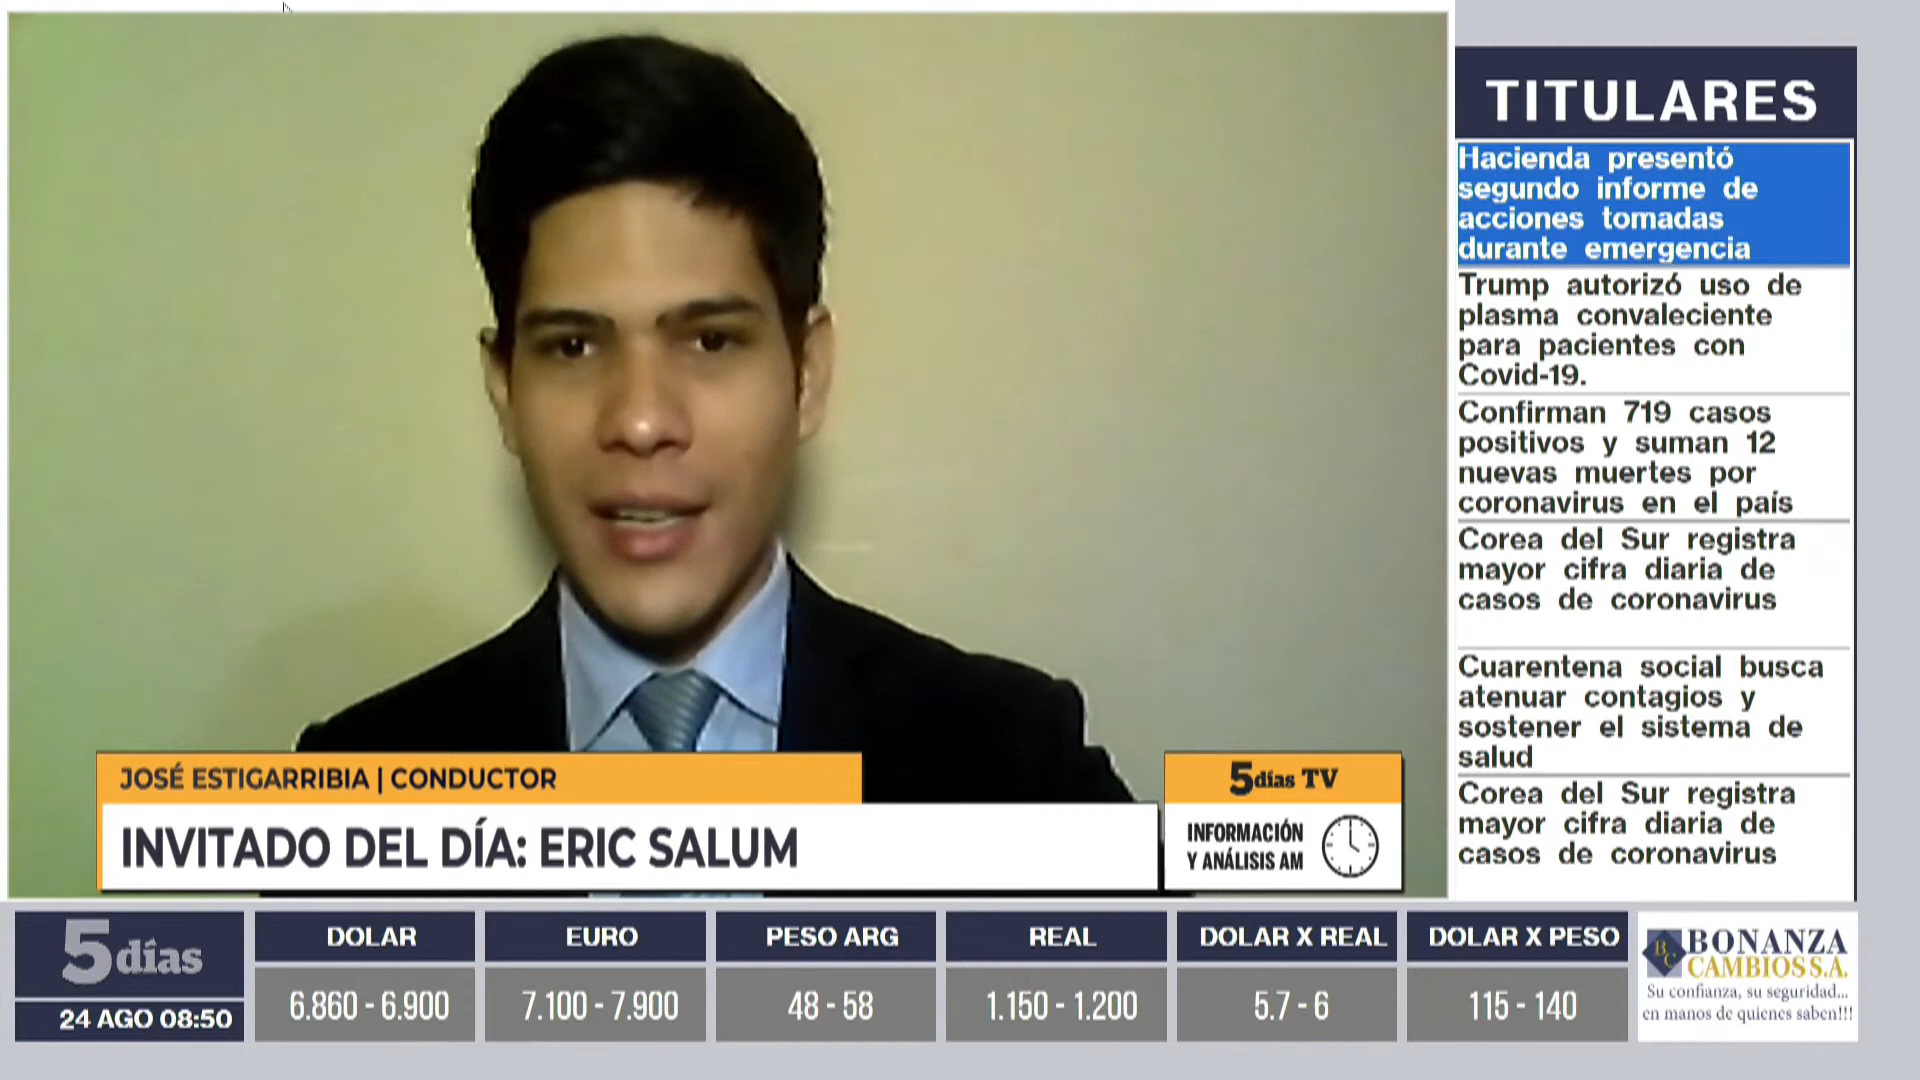 TITULARES
Hacienda presentó
segundo informe de
acciones tomadas
durante emergencia
Trump autorizó uso de
plasma convaleciente
para pacientes con
Covid-19.
Confirman 719 casos
positivos y suman 12
nuevas muertes por
coronavirus en el país
Corea del Sur registra
mayor cifra diaria de
casos de coronavirus
Cuarentena social busca
atenuar contagios y
sostener el sistema de
salud
Corea del Sur registra
mayor cifra diaria de
casos de coronavirus
JOSÉ ESTIGARRIBIA | CONDUCTOR
INVITADO DEL DÍA: ERIC SALUM
5días TV
INFORMACIÓN
Y ANÁLISIS AM
5días
24 AGO 08:50
DOLAR
6.860 - 6.900
EURO
7.100 - 7.900
PESO ARG
48 - 58
REAL
1.150 - 1.200
DOLAR X REAL
5.7 - 6
DOLAR X PESO
115 - 140
BC
BONANZA
CAMBIOS S.A.
Su confianza, su seguridad...
en manos de quienes saben!!!